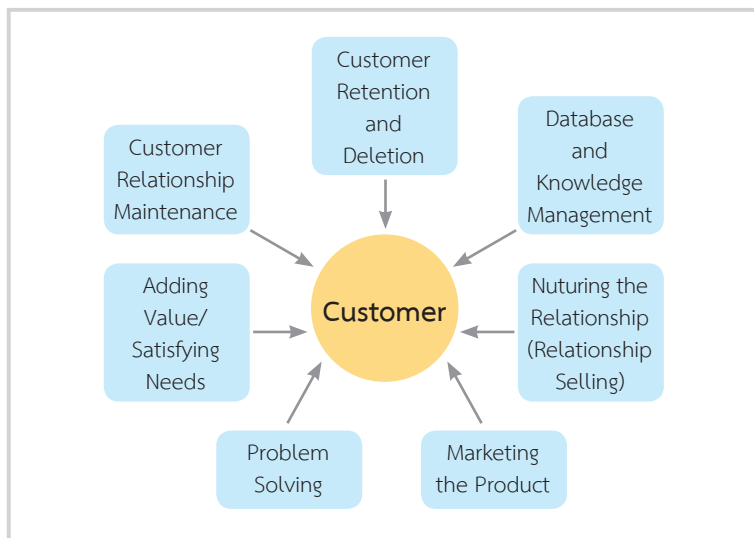 Customer
Retention
and
Deletion
Database
and
Knowledge
Management
Customer
Relationship
Maintenance
Customer
Adding
Value/
Satisfying
Needs
Nuturing the
Relationship
(Relationship
Selling)
Problem
Solving
Marketing
the Product